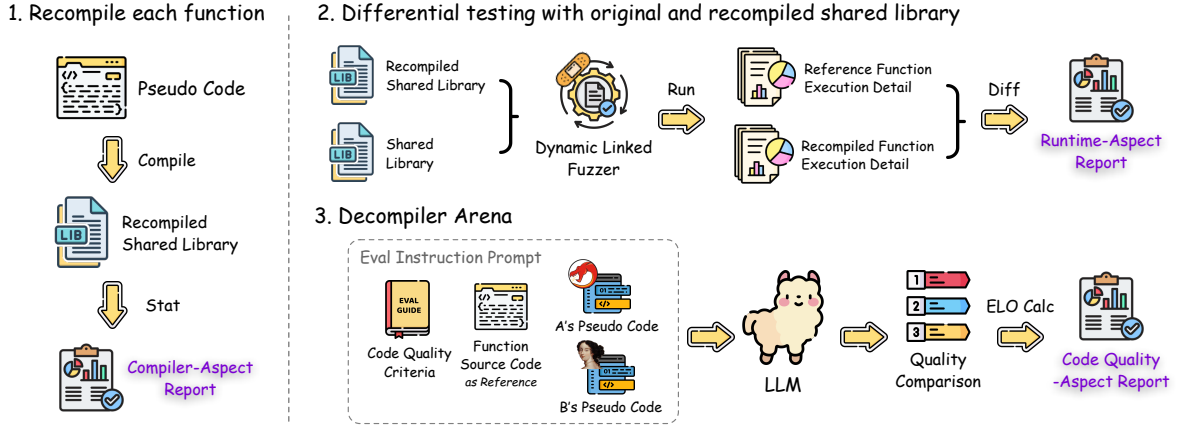 1. Recompile each function
Pseudo Code
Compile
LIB
Recompiled
Shared Library
Stat
Compiler-Aspect
Report
2. Differential testing with original and recompiled shared library
LIB
Recompiled
Shared Library
LIB
Shared
Library
Dynamic Linked
Fuzzer
Run
Reference Function
Execution Detail
Recompiled Function
Execution Detail
Diff
Runtime-Aspect
Report
3. Decompiler Arena
Eval Instruction Prompt
EVAL
GUIDE
Code Quality
Criteria
Function
Source Code
as Reference
A's Pseudo Code
B's Pseudo Code
LLM
1
2
3
Quality
Comparison
ELO Calc
Code Quality
-Aspect Report